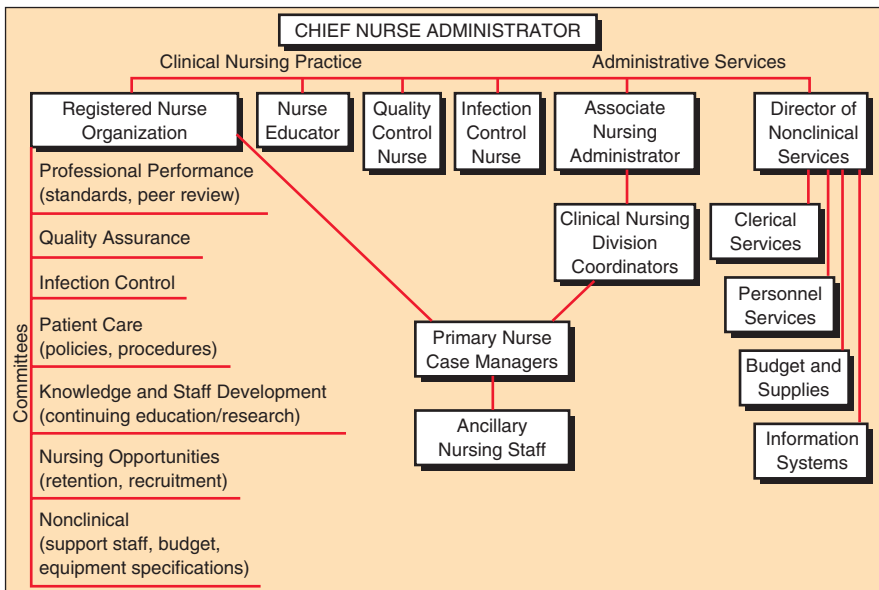 CHIEF NURSE ADMINISTRATOR
Clinical Nursing Practice
Administrative Services
Registered Nurse
Organization
Nurse
Educator
Quality
Control
Nurse
Infection
Control
Nurse
Associate
Nursing
Administrator
Director of
Nonclinical
Services
Committees
Professional Performance
(standards, peer review)
Quality Assurance
Infection Control
Patient Care
(policies, procedures)
Knowledge and Staff Development
(continuing education/research)
Nursing Opportunities
(retention, recruitment)
Nonclinical
(support staff, budget,
equipment specifications)
Clinical Nursing
Division
Coordinators
Primary Nurse
Case Managers
Ancillary
Nursing Staff
Clerical
Services
Personnel
Services
Budget and
Supplies
Information
Systems